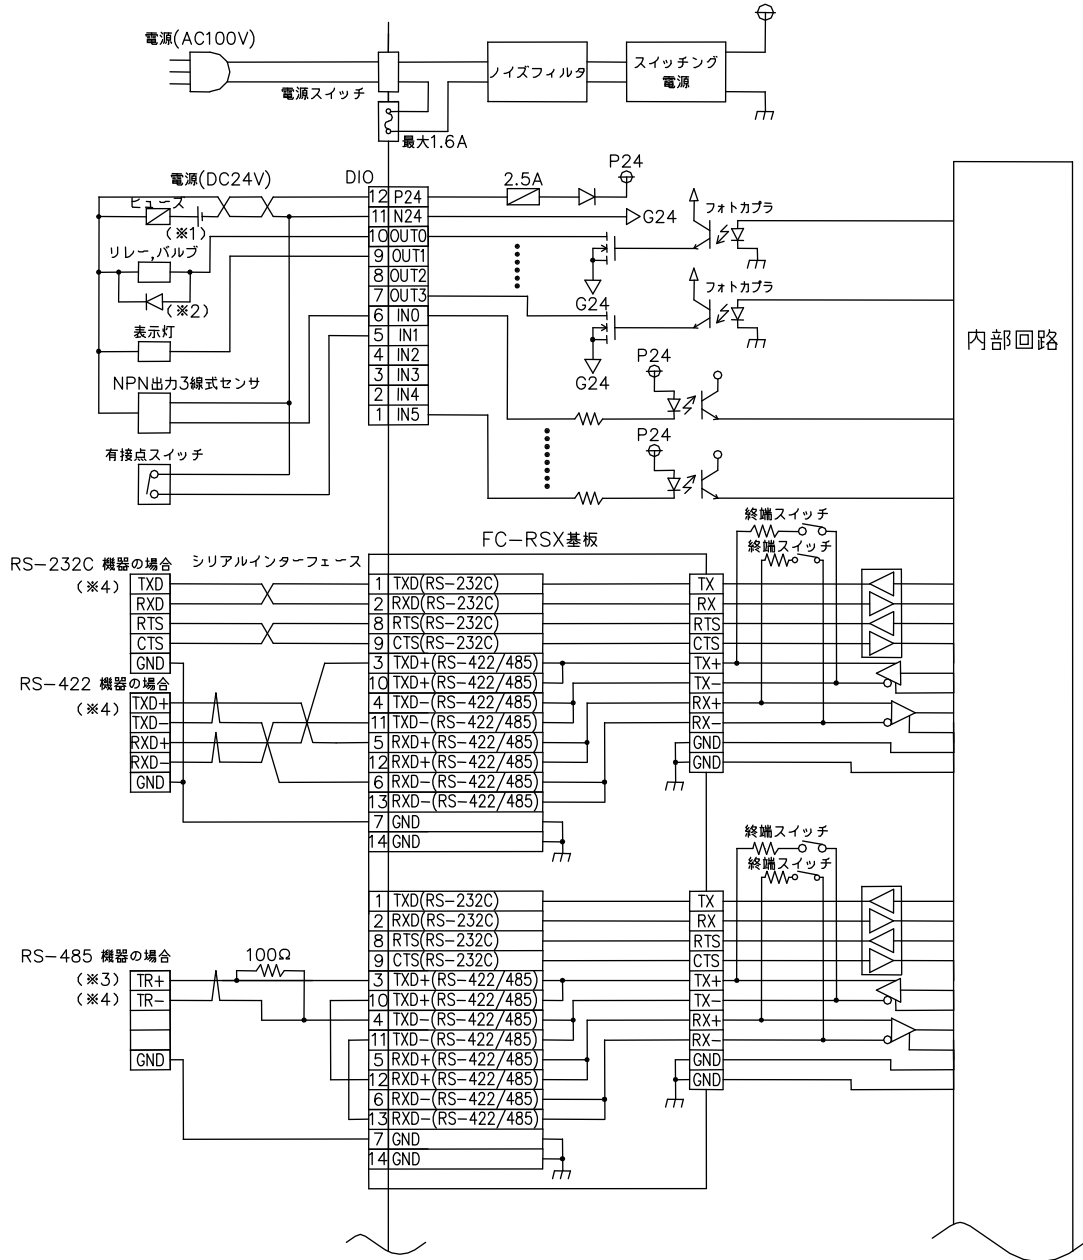 電源(AC100V)
電源スイッチ
ノイズフィルタ
スイッチング
電源
最大1.6A
電源(DC24V)
ヒューズ
(※1)
リレー,バルブ
(※2)
表示灯
NPN出力3線式センサ
有接点スイッチ
DIO
12 P24
11 N24
10 OUT0
9 OUT1
8 OUT2
7 OUT3
6 IN0
5 IN1
4 IN2
3 IN3
2 IN4
1 IN5
2.5A
P24
G24
フォトカプラ
G24
フォトカプラ
G24
P24
P24
内部回路
FC-RSX基板
シリアルインターフェース
RS-232C 機器の場合
(※4)
TXD
RXD
RTS
CTS
GND
RS-422 機器の場合
(※4)
TXD+
TXD-
RXD+
RXD-
GND
1 TXD(RS-232C)
2 RXD(RS-232C)
8 RTS(RS-232C)
9 CTS(RS-232C)
3 TXD+(RS-422/485)
10 TXD+(RS-422/485)
4 TXD-(RS-422/485)
11 TXD-(RS-422/485)
5 RXD+(RS-422/485)
12 RXD+(RS-422/485)
6 RXD-(RS-422/485)
13 RXD-(RS-422/485)
7 GND
14 GND
終端スイッチ
終端スイッチ
TX
RX
RTS
CTS
TX+
TX-
RX+
RX-
GND
GND
RS-485 機器の場合
(※3)
(※4)
TR+
TR-
GND
100Ω
1 TXD(RS-232C)
2 RXD(RS-232C)
8 RTS(RS-232C)
9 CTS(RS-232C)
3 TXD+(RS-422/485)
10 TXD+(RS-422/485)
4 TXD-(RS-422/485)
11 TXD-(RS-422/485)
5 RXD+(RS-422/485)
12 RXD+(RS-422/485)
6 RXD-(RS-422/485)
13 RXD-(RS-422/485)
7 GND
14 GND
終端スイッチ
終端スイッチ
TX
RX
RTS
CTS
TX+
TX-
RX+
RX-
GND
GND